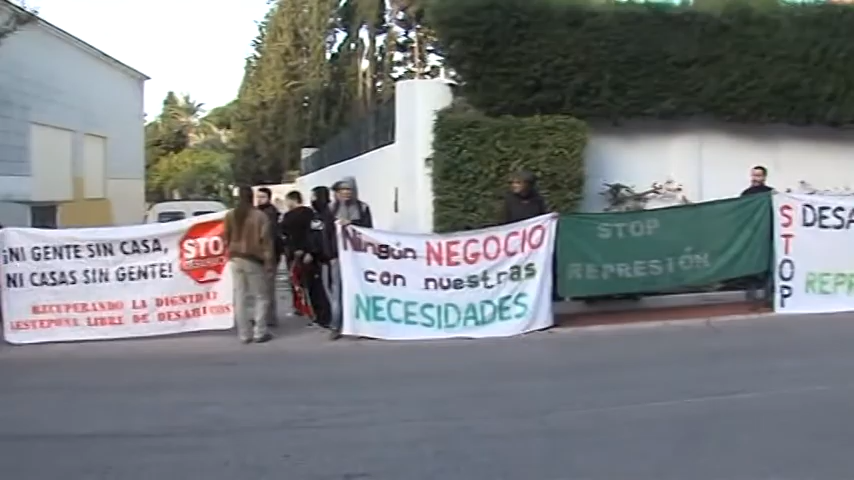 ¡NI GENTE SIN CASA,
NI CASAS SIN GENTE!
STOP
RECUPERANDO LA DIGNIDAD
ESTEPONA LIBRE DE DESAHUCIOS
Ningún NEGOCIO
con nuestras
NECESIDADES
STOP
REPRESIÓN
STOP
DESA
REPR